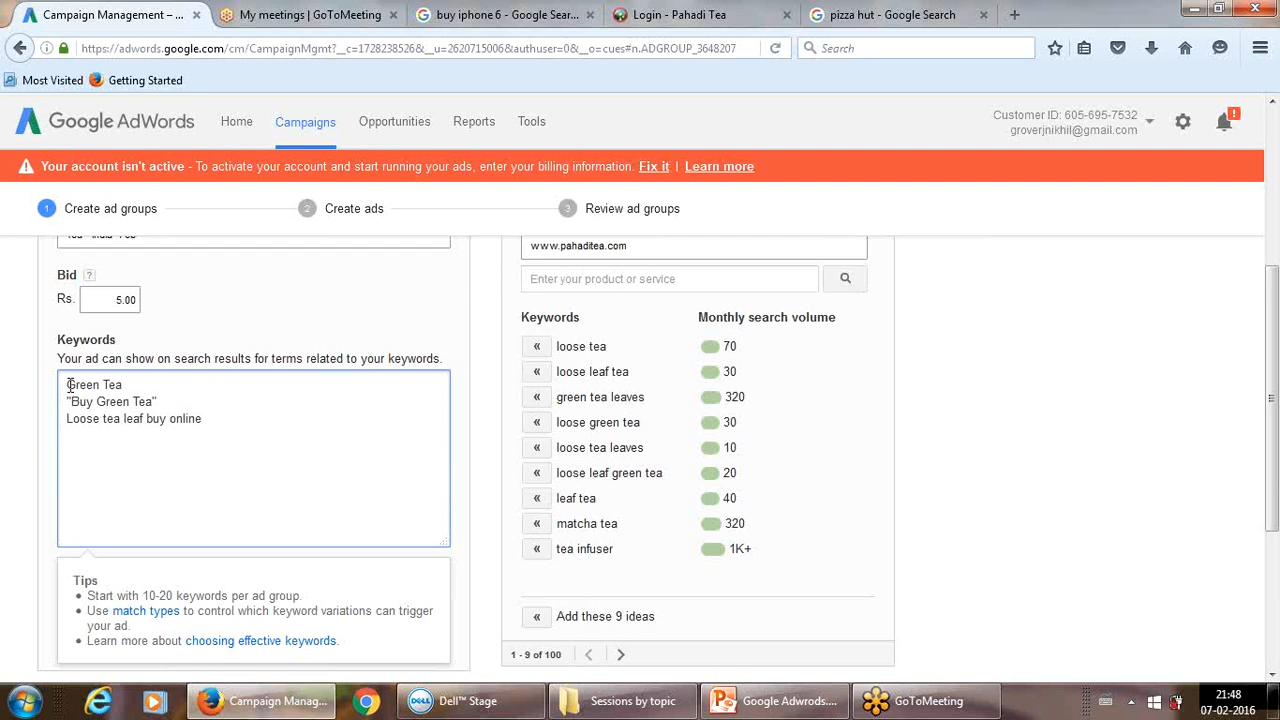 Campaign Management – ...
My meetings | GoToMeeting
buy iphone 6 - Google Sear...
Login - Pahadi Tea
pizza hut - Google Search
https://adwords.google.com/cm/CampaignMgmt?__c=1728238526&__u=2620715006&authuser=0&__o=cues#n.ADGROUP_3648207
Search
Most Visited
Getting Started
Google AdWords
Home
Campaigns
Opportunities
Reports
Tools
Customer ID: 605-695-7532
groverjnikhil@gmail.com
Your account isn't active - To activate your account and start running your ads, enter your billing information. Fix it | Learn more
1 Create ad groups
2 Create ads
3 Review ad groups
www.pahaditea.com
Bid ?
Rs. 5.00
Enter your product or service
Keywords
Your ad can show on search results for terms related to your keywords.
Green Tea
"Buy Green Tea"
Loose tea leaf buy online
Tips
Start with 10-20 keywords per ad group.
Use match types to control which keyword variations can trigger
your ad.
Learn more about choosing effective keywords.
Keywords Monthly search volume
« loose tea 70
« loose leaf tea 30
« green tea leaves 320
« loose green tea 30
« loose tea leaves 10
« loose leaf green tea 20
« leaf tea 40
« matcha tea 320
« tea infuser 1K+
« Add these 9 ideas
1 - 9 of 100
Campaign Manag...
DELL
Dell™ Stage
Sessions by topic
Google Adwrods....
GoToMeeting
21:48
07-02-2016